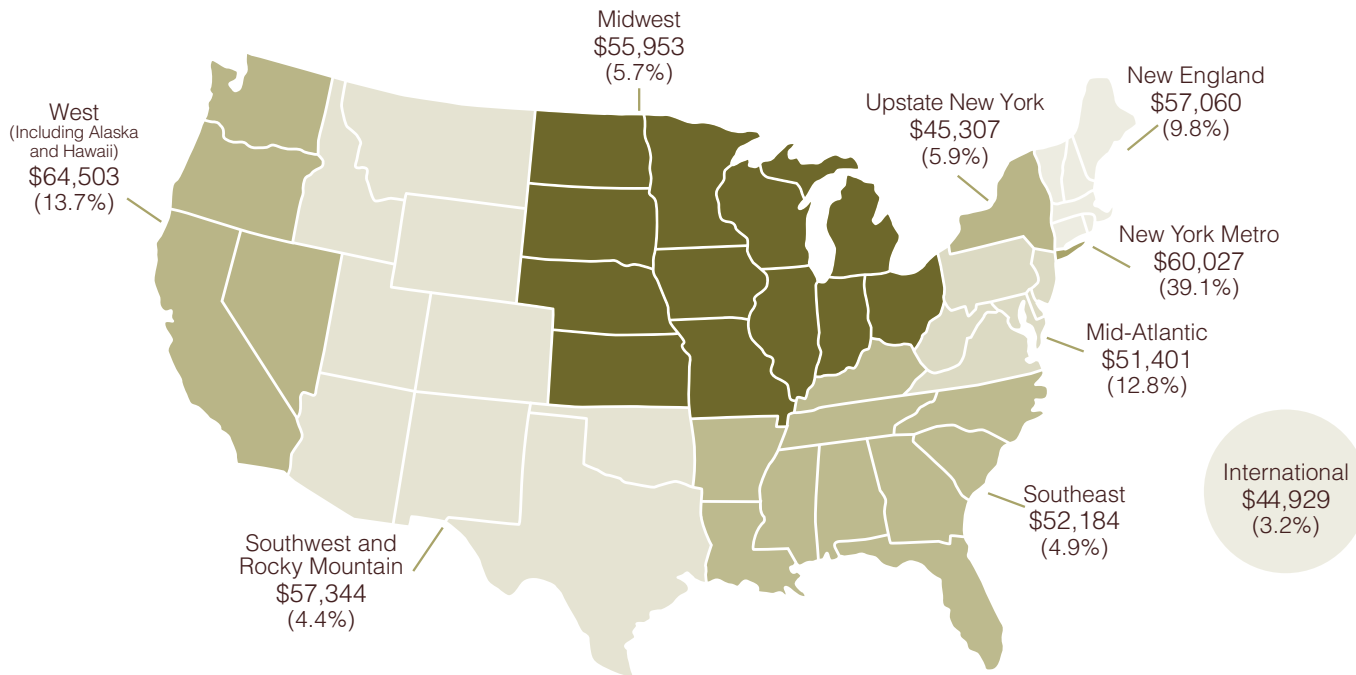 Midwest
$55,953
(5.7%)
New England
$57,060
(9.8%)
Upstate New York
$45,307
(5.9%)
West
(Including Alaska
and Hawaii)
$64,503
(13.7%)
New York Metro
$60,027
(39.1%)
Mid-Atlantic
$51,401
(12.8%)
International
$44,929
(3.2%)
Southeast
$52,184
(4.9%)
Southwest and
Rocky Mountain
$57,344
(4.4%)